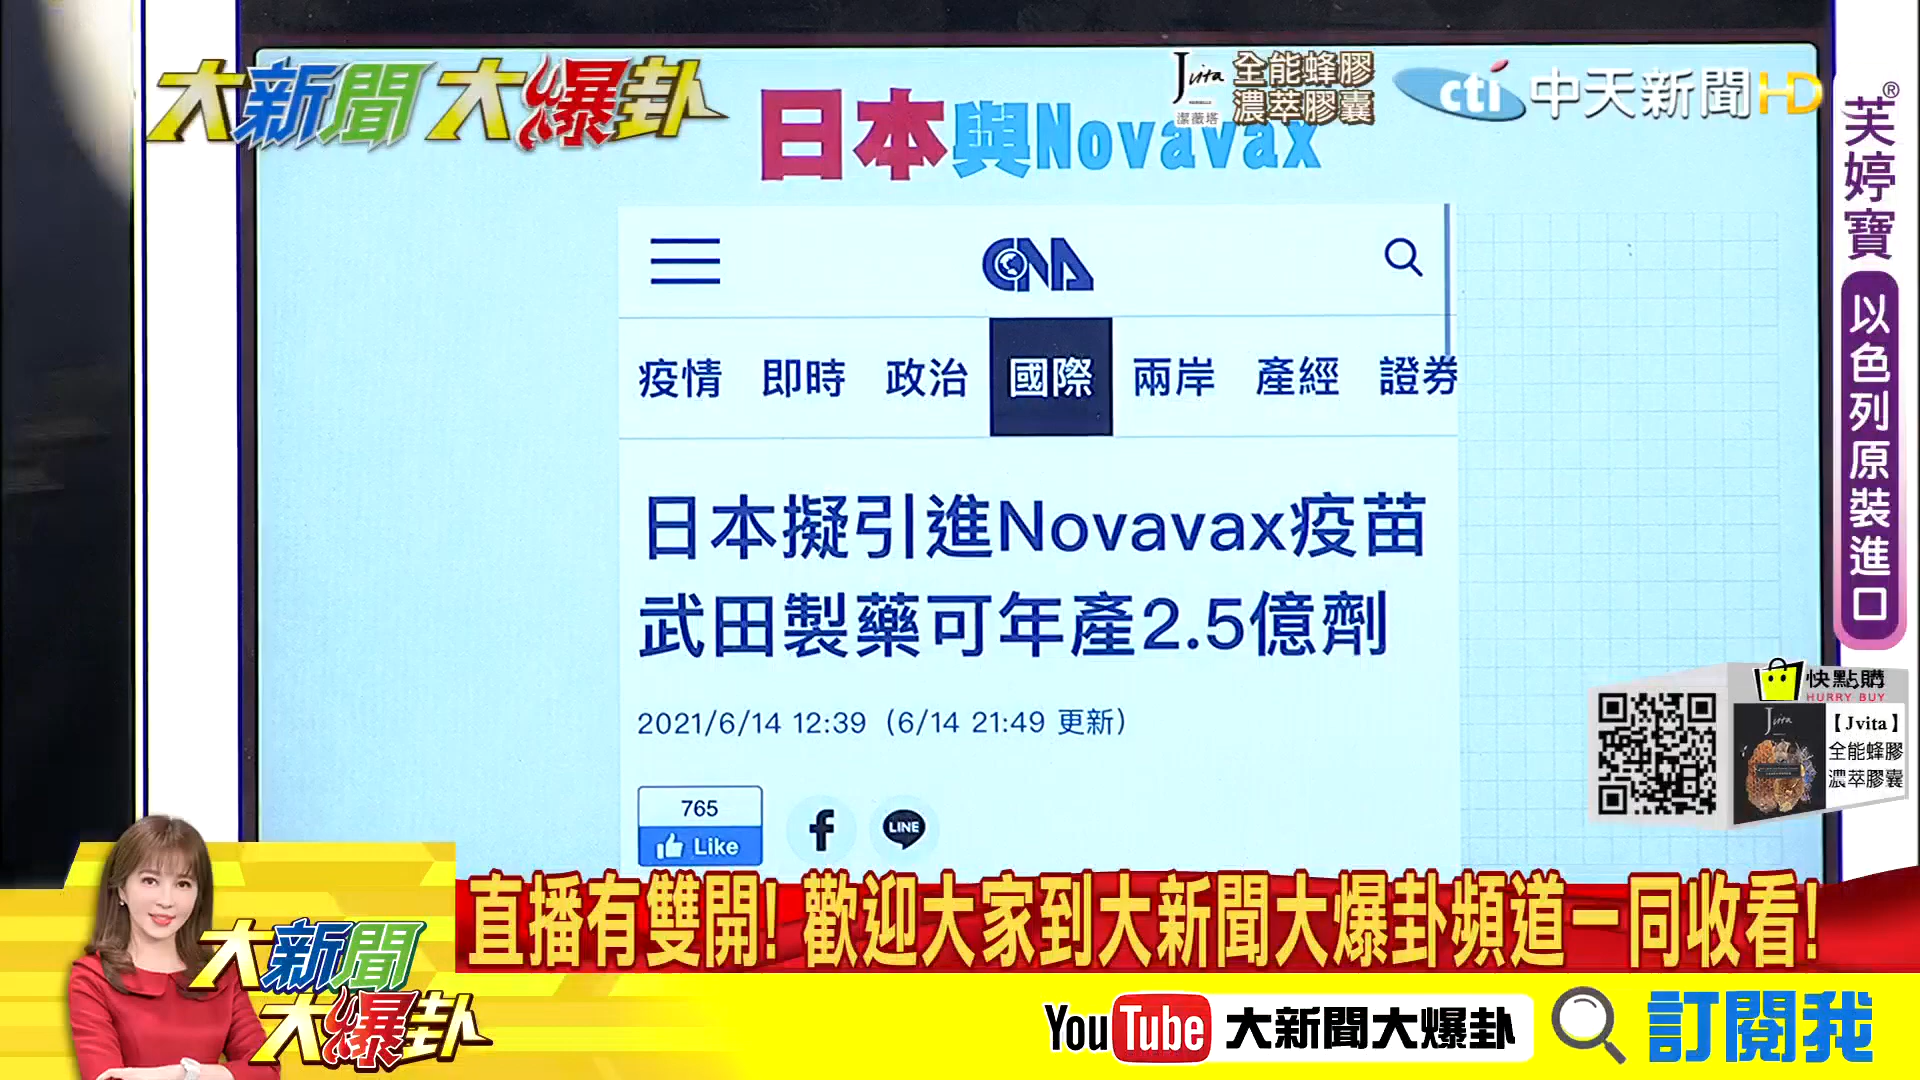 大新聞大爆卦
日本與Novavax
Jvita
潔薇塔
全能蜂膠
濃萃膠囊
cti 中天新聞HD
芙婷寶®
以色列原裝進口
CNA
疫情 即時 政治 國際 兩岸 產經 證券
日本擬引進Novavax疫苗
武田製藥可年產2.5億劑
2021/6/14 12:39（6/14 21:49 更新）
765
Like
f
LINE
快點購
HURRY BUY
Jvita
【Jvita】
全能蜂膠
濃萃膠囊
直播有雙開! 歡迎大家到大新聞大爆卦頻道一同收看!
大新聞
大爆卦
YouTube 大新聞大爆卦
訂閱我